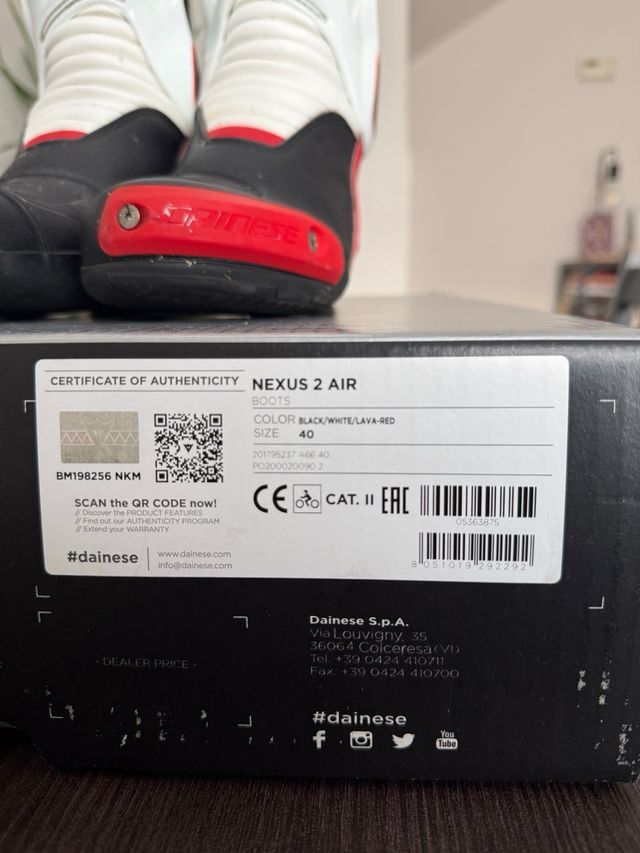 DAINESE
CERTIFICATE OF AUTHENTICITY
BM198256 NKM
SCAN the QR CODE now!
// Discover the PRODUCT FEATURES
// Find out our AUTHENTICITY PROGRAM
// Extend your WARRANTY
#dainese
www.dainese.com
info@dainese.com
NEXUS 2 AIR
BOOTS
COLOR BLACK/WHITE/LAVA-RED
SIZE 40
201795237 A66 40
PO200020090 2
CE CAT. II EAC
05363875
8 051019 292292
- DEALER PRICE -
Dainese S.p.A.
Via Louvigny, 35
36064 Colceresa (VI)
Tel. +39 0424 410711
Fax. +39 0424 410700
#dainese
f You Tube